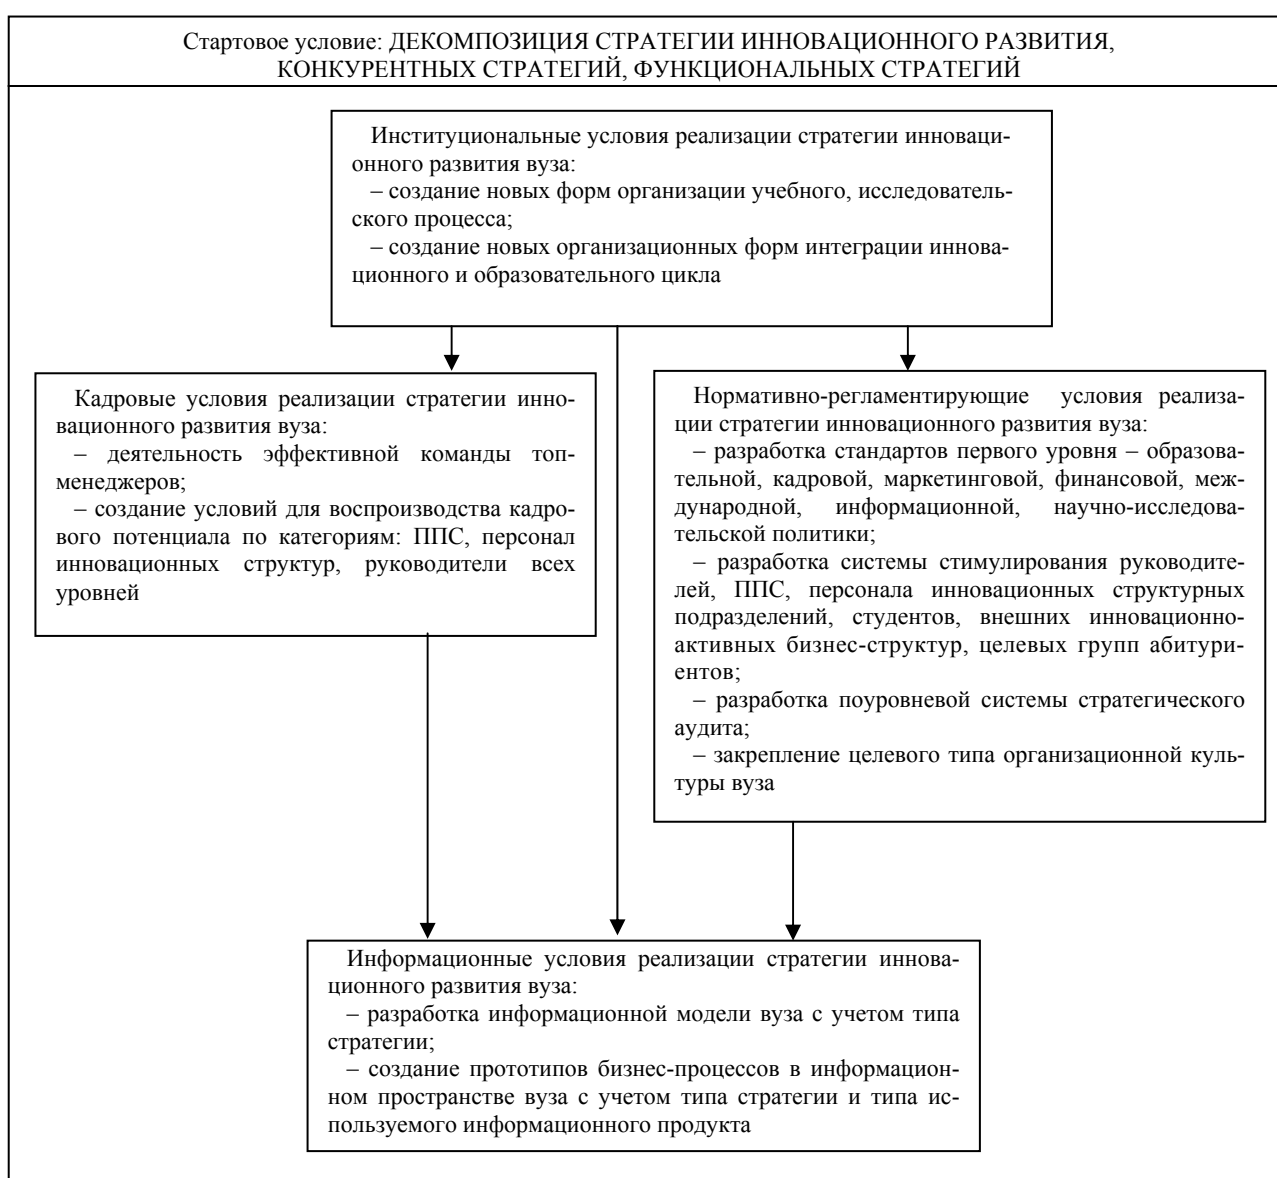 Стартовое условие: ДЕКОМПОЗИЦИЯ СТРАТЕГИИ ИННОВАЦИОННОГО РАЗВИТИЯ,
КОНКУРЕНТНЫХ СТРАТЕГИЙ, ФУНКЦИОНАЛЬНЫХ СТРАТЕГИЙ
Институциональные условия реализации стратегии инноваци-
онного развития вуза:
– создание новых форм организации учебного, исследователь-
ского процесса;
– создание новых организационных форм интеграции иннова-
ционного и образовательного цикла
Кадровые условия реализации стратегии инно-
вационного развития вуза:
– деятельность эффективной команды топ-
менеджеров;
– создание условий для воспроизводства кадро-
вого потенциала по категориям: ППС, персонал
инновационных структур, руководители всех
уровней
Нормативно-регламентирующие условия реализа-
ции стратегии инновационного развития вуза:
– разработка стандартов первого уровня – образова-
тельной, кадровой, маркетинговой, финансовой, меж-
дународной, информационной, научно-исследова-
тельской политики;
– разработка системы стимулирования руководите-
лей, ППС, персонала инновационных структурных
подразделений, студентов, внешних инновационно-
активных бизнес-структур, целевых групп абитури-
ентов;
– разработка поуровневой системы стратегического
аудита;
– закрепление целевого типа организационной куль-
туры вуза
Информационные условия реализации стратегии иннова-
ционного развития вуза:
– разработка информационной модели вуза с учетом типа
стратегии;
– создание прототипов бизнес-процессов в информацион-
ном пространстве вуза с учетом типа стратегии и типа ис-
пользуемого информационного продукта